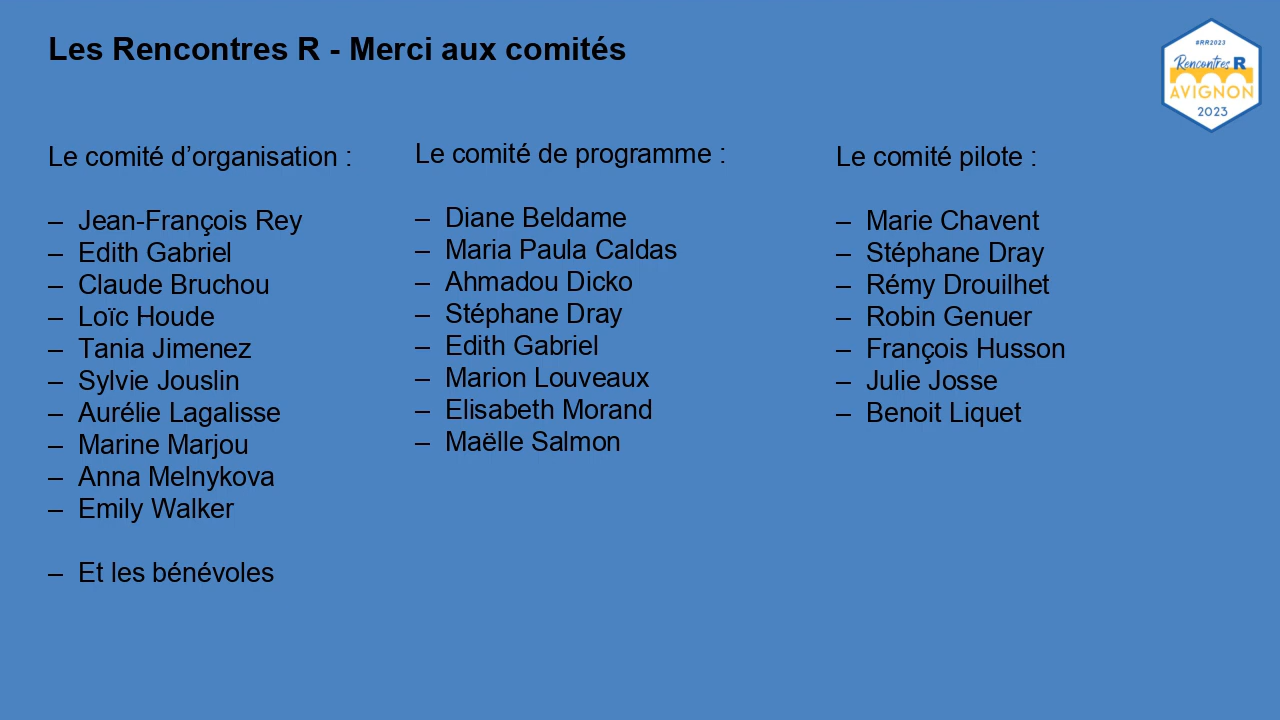 Les Rencontres R - Merci aux comités
#RR2023
Rencontres R
AVIGNON
2023
Le comité d’organisation :
– Jean-François Rey
– Edith Gabriel
– Claude Bruchou
– Loïc Houde
– Tania Jimenez
– Sylvie Jouslin
– Aurélie Lagalisse
– Marine Marjou
– Anna Melnykova
– Emily Walker
– Et les bénévoles
Le comité de programme :
– Diane Beldame
– Maria Paula Caldas
– Ahmadou Dicko
– Stéphane Dray
– Edith Gabriel
– Marion Louveaux
– Elisabeth Morand
– Maëlle Salmon
Le comité pilote :
– Marie Chavent
– Stéphane Dray
– Rémy Drouilhet
– Robin Genuer
– François Husson
– Julie Josse
– Benoit Liquet